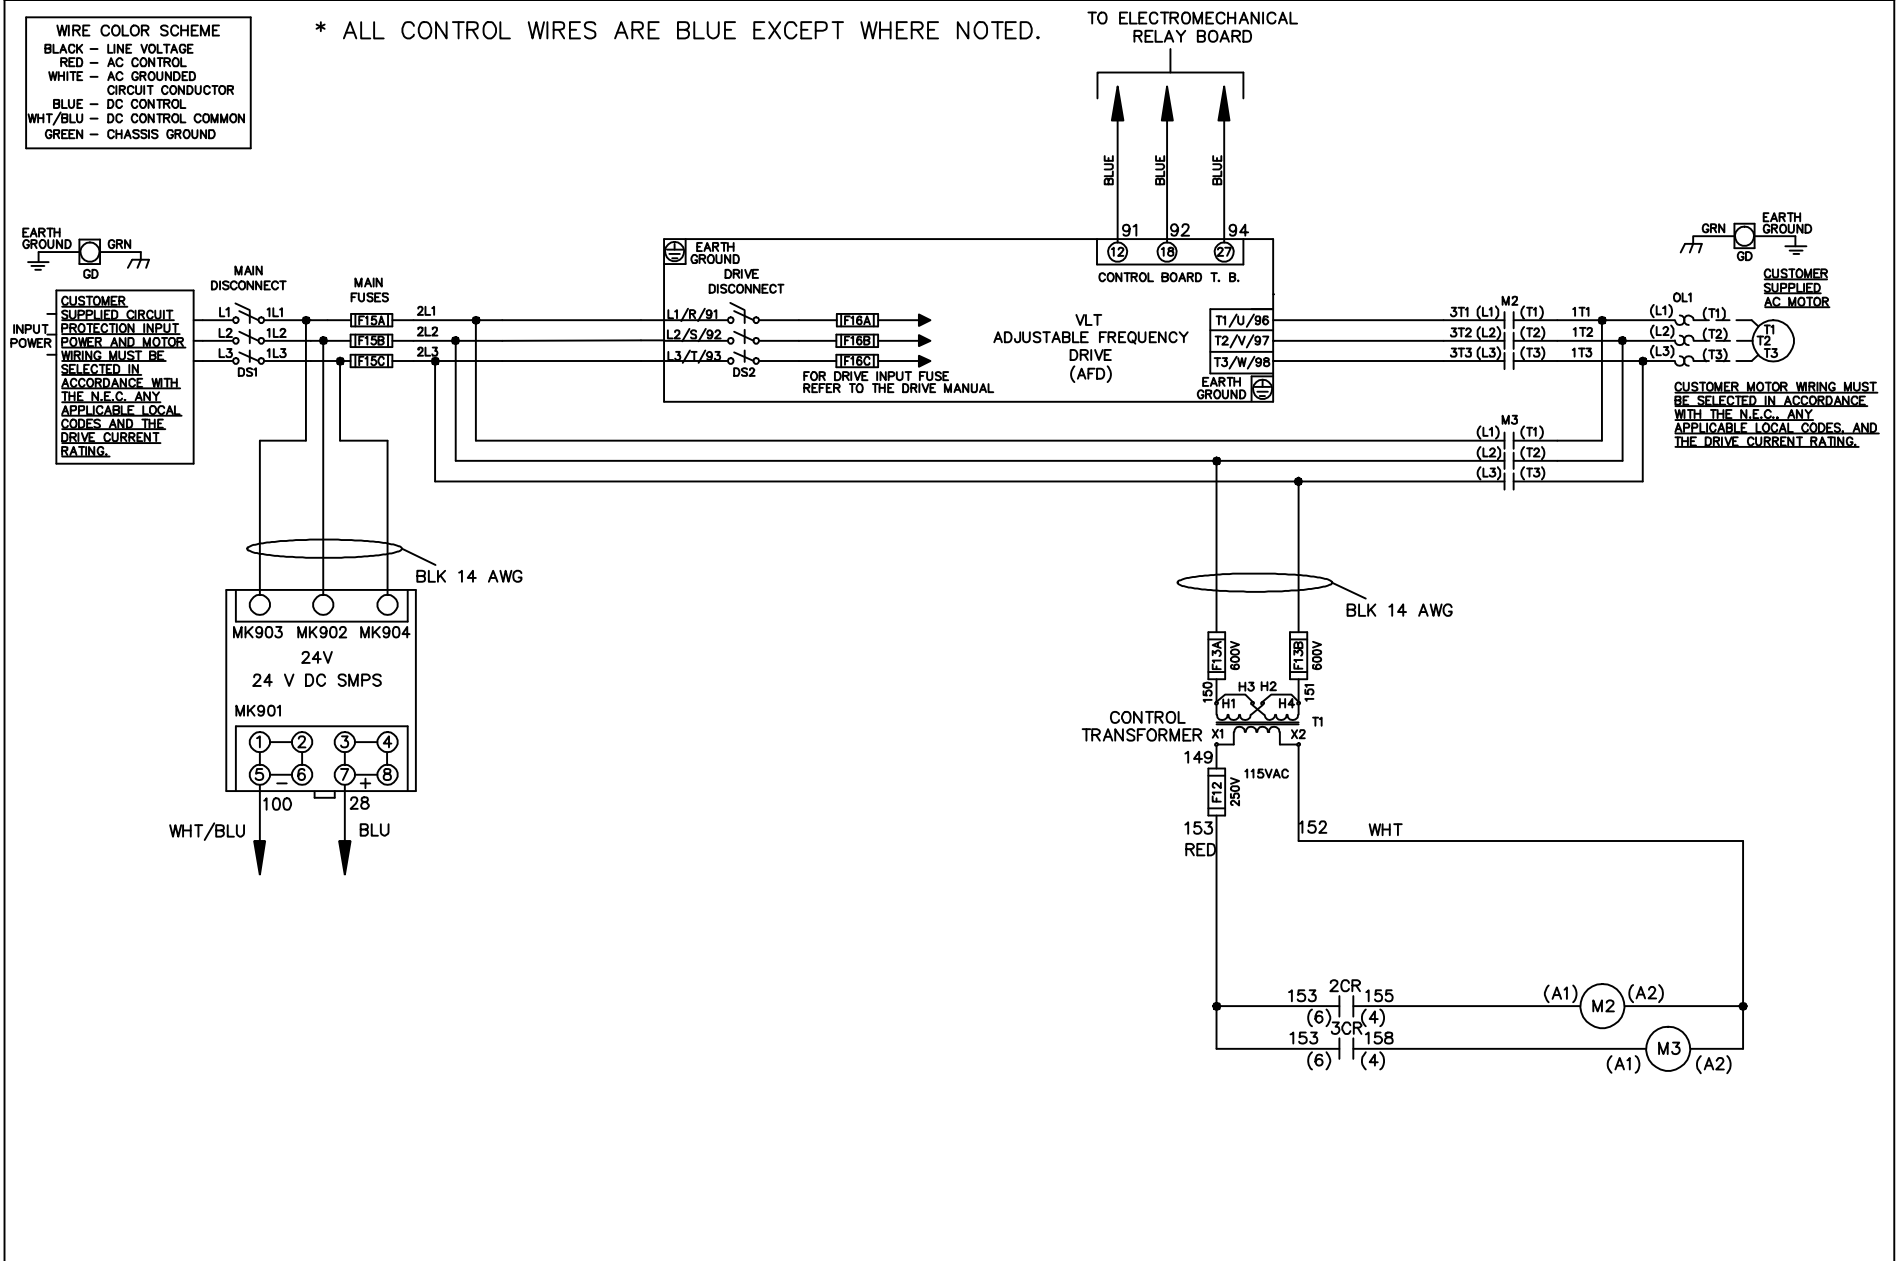 WIRE COLOR SCHEME
BLACK – LINE VOLTAGE
RED – AC CONTROL
WHITE – AC GROUNDED
CIRCUIT CONDUCTOR
BLUE – DC CONTROL
WHT/BLU – DC CONTROL COMMON
GREEN – CHASSIS GROUND
* ALL CONTROL WIRES ARE BLUE EXCEPT WHERE NOTED.
TO ELECTROMECHANICAL
RELAY BOARD
BLUE
BLUE
BLUE
91 92 94
12 18 27
CONTROL BOARD T. B.
EARTH
GROUND
GRN
GD
INPUT
POWER
CUSTOMER
SUPPLIED CIRCUIT
PROTECTION INPUT
POWER AND MOTOR
WIRING MUST BE
SELECTED IN
ACCORDANCE WITH
THE N.E.C. ANY
APPLICABLE LOCAL
CODES AND THE
DRIVE CURRENT
RATING.
MAIN
DISCONNECT
L1 1L1
L2 1L2
L3 1L3
DS1
MAIN
FUSES
F15A 2L1
F15B 2L2
F15C 2L3
EARTH
GROUND
DRIVE
DISCONNECT
L1/R/91
L2/S/92
L3/T/93
DS2
F16A
F16B
F16C
FOR DRIVE INPUT FUSE
REFER TO THE DRIVE MANUAL
VLT
ADJUSTABLE FREQUENCY
DRIVE
(AFD)
T1/U/96
T2/V/97
T3/W/98
EARTH
GROUND
M2
3T1 (L1) (T1) 1T1
3T2 (L2) (T2) 1T2
3T3 (L3) (T3) 1T3
OL1
(L1) (T1)
(L2) (T2)
(L3) (T3)
T1
T2
T3
GRN
EARTH
GROUND
GD
CUSTOMER
SUPPLIED
AC MOTOR
CUSTOMER MOTOR WIRING MUST
BE SELECTED IN ACCORDANCE
WITH THE N.E.C., ANY
APPLICABLE LOCAL CODES, AND
THE DRIVE CURRENT RATING.
M3
(L1) (T1)
(L2) (T2)
(L3) (T3)
BLK 14 AWG
MK903 MK902 MK904
24V
24 V DC SMPS
MK901
1 2 3 4
5 – 6 7 + 8
100 28
WHT/BLU BLU
BLK 14 AWG
F13A 600V
F13B 600V
150 151
H3 H2
H1 H4
T1
CONTROL
TRANSFORMER
X1 X2
149
115VAC
F12 250V
153
RED
152 WHT
2CR
153 155
(6) (4)
(A1) M2 (A2)
3CR
153 158
(6) (4)
(A1) M3 (A2)